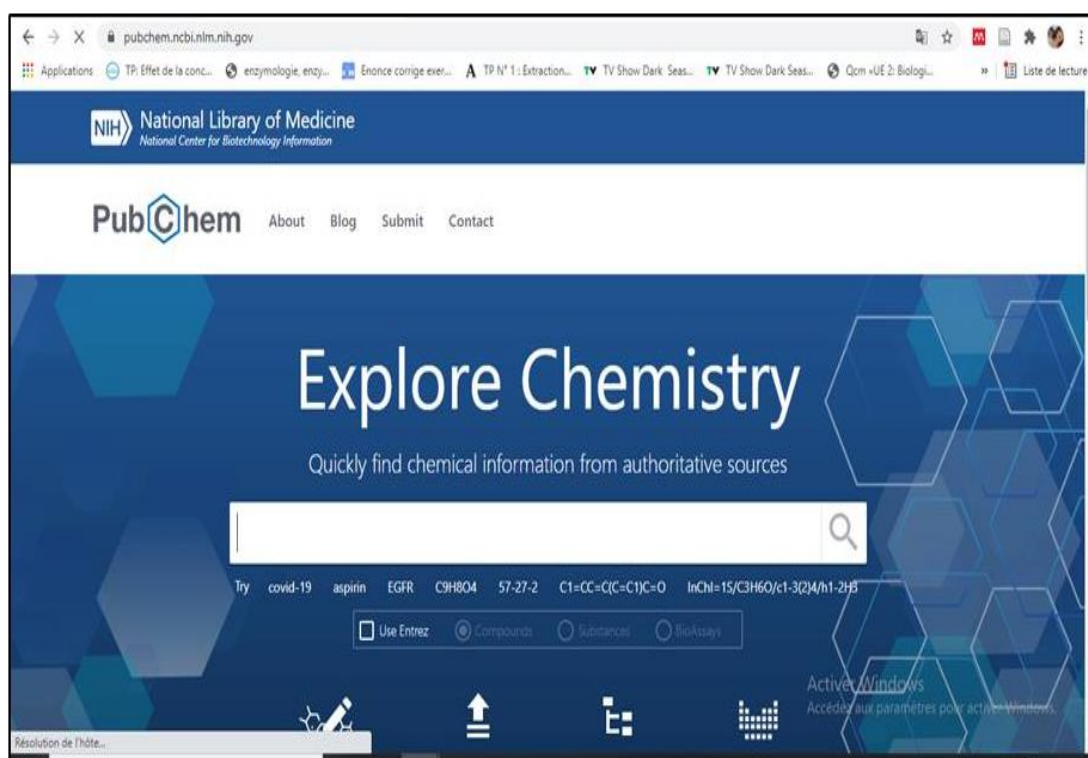 pubchem.ncbi.nlm.nih.gov
Applications TP: Effet de la conc... enzymologie, enzy... Enonce corrige exer... TP N° 1 : Extraction... TV Show Dark Seas... TV Show Dark Seas... Qcm «UE 2: Biologi... » Liste de lecture
NIH National Library of Medicine
National Center for Biotechnology Information
PubChem About Blog Submit Contact
Explore Chemistry
Quickly find chemical information from authoritative sources
Try covid-19 aspirin EGFR C9H8O4 57-27-2 C1=CC=C(C=C1)C=O InChI=1S/C3H6O/c1-3(2)4/h1-2H3
Use Entrez Compounds Substances BioAssays
Activer Windows
Accédez aux paramètres pour activer Windows.
Résolution de l'hôte...